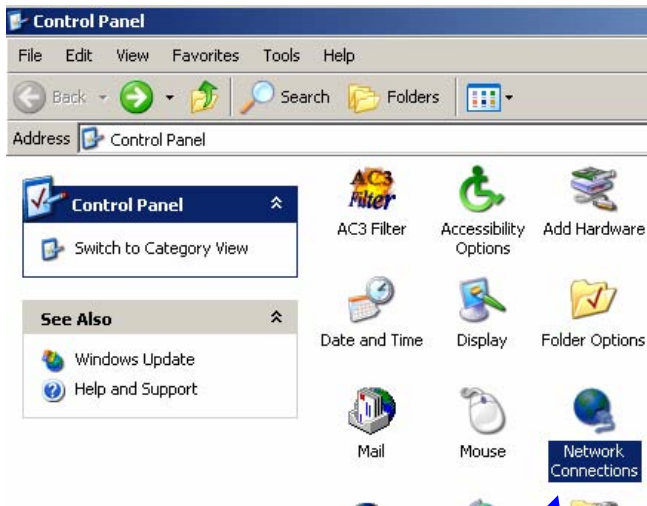 Control Panel
File Edit View Favorites Tools Help
Back Search Folders
Address Control Panel
Control Panel
Switch to Category View
See Also
Windows Update
Help and Support
AC3 Filter
AC3 Filter
Accessibility Options
Add Hardware
Date and Time
Display
Folder Options
Mail
Mouse
Network Connections